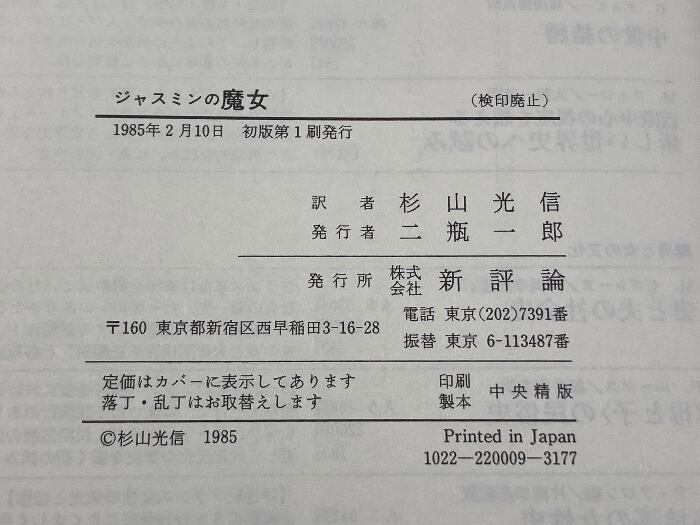 ジャスミンの魔女 （検印廃止）
1985年２月10日 初版第１刷発行
訳者 杉山光信
発行者 二瓶一郎
発行所 株式会社 新評論
〒160 東京都新宿区西早稲田3-16-28
電話 東京(202)7391番
振替 東京 6-113487番
定価はカバーに表示してあります
落丁・乱丁はお取替えします
印刷
製本 中央精版
©杉山光信 1985
Printed in Japan
1022―220009―3177